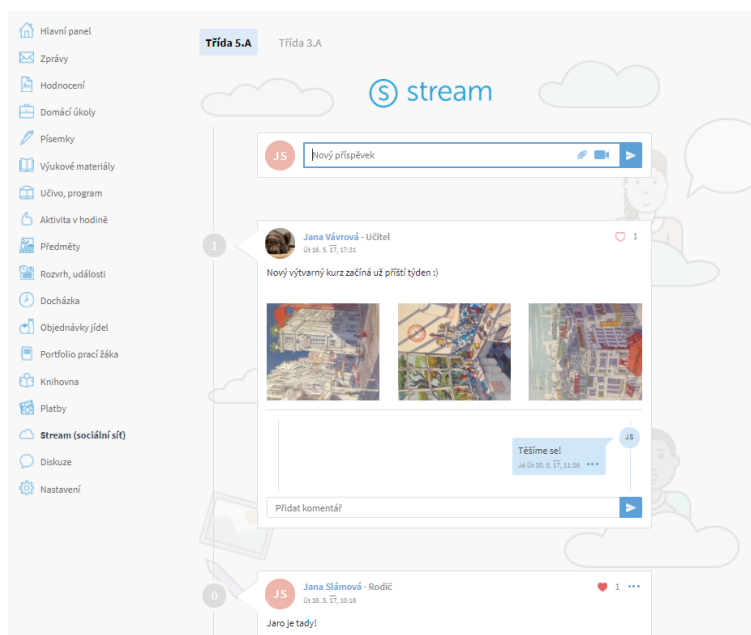 Hlavní panel
Zprávy
Hodnocení
Domácí úkoly
Písemky
Výukové materiály
Učivo, program
Aktivita v hodině
Předměty
Rozvrh, události
Docházka
Objednávky jídel
Portfolio prací žáka
Knihovna
Platby
Stream (sociální síť)
Diskuze
Nastavení
Třída 5.A Třída 3.A
S stream
JS Nový příspěvek
1
Jana Vávrová - Učitel 1
Út 16. 5. 17, 17:31
Nový výtvarný kurz začíná už příští týden :)
JS
Těšíme se!
Já Út 30. 5. 17, 11:08 •••
Přidat komentář
0
JS Jana Slámová - Rodič 1 •••
Út 16. 5. 17, 10:16
Jaro je tady!